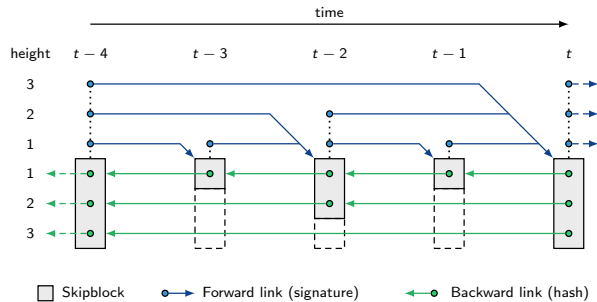 time
height t − 4 t − 3 t − 2 t − 1 t
3
2
1
1
2
3
Skipblock Forward link (signature) Backward link (hash)